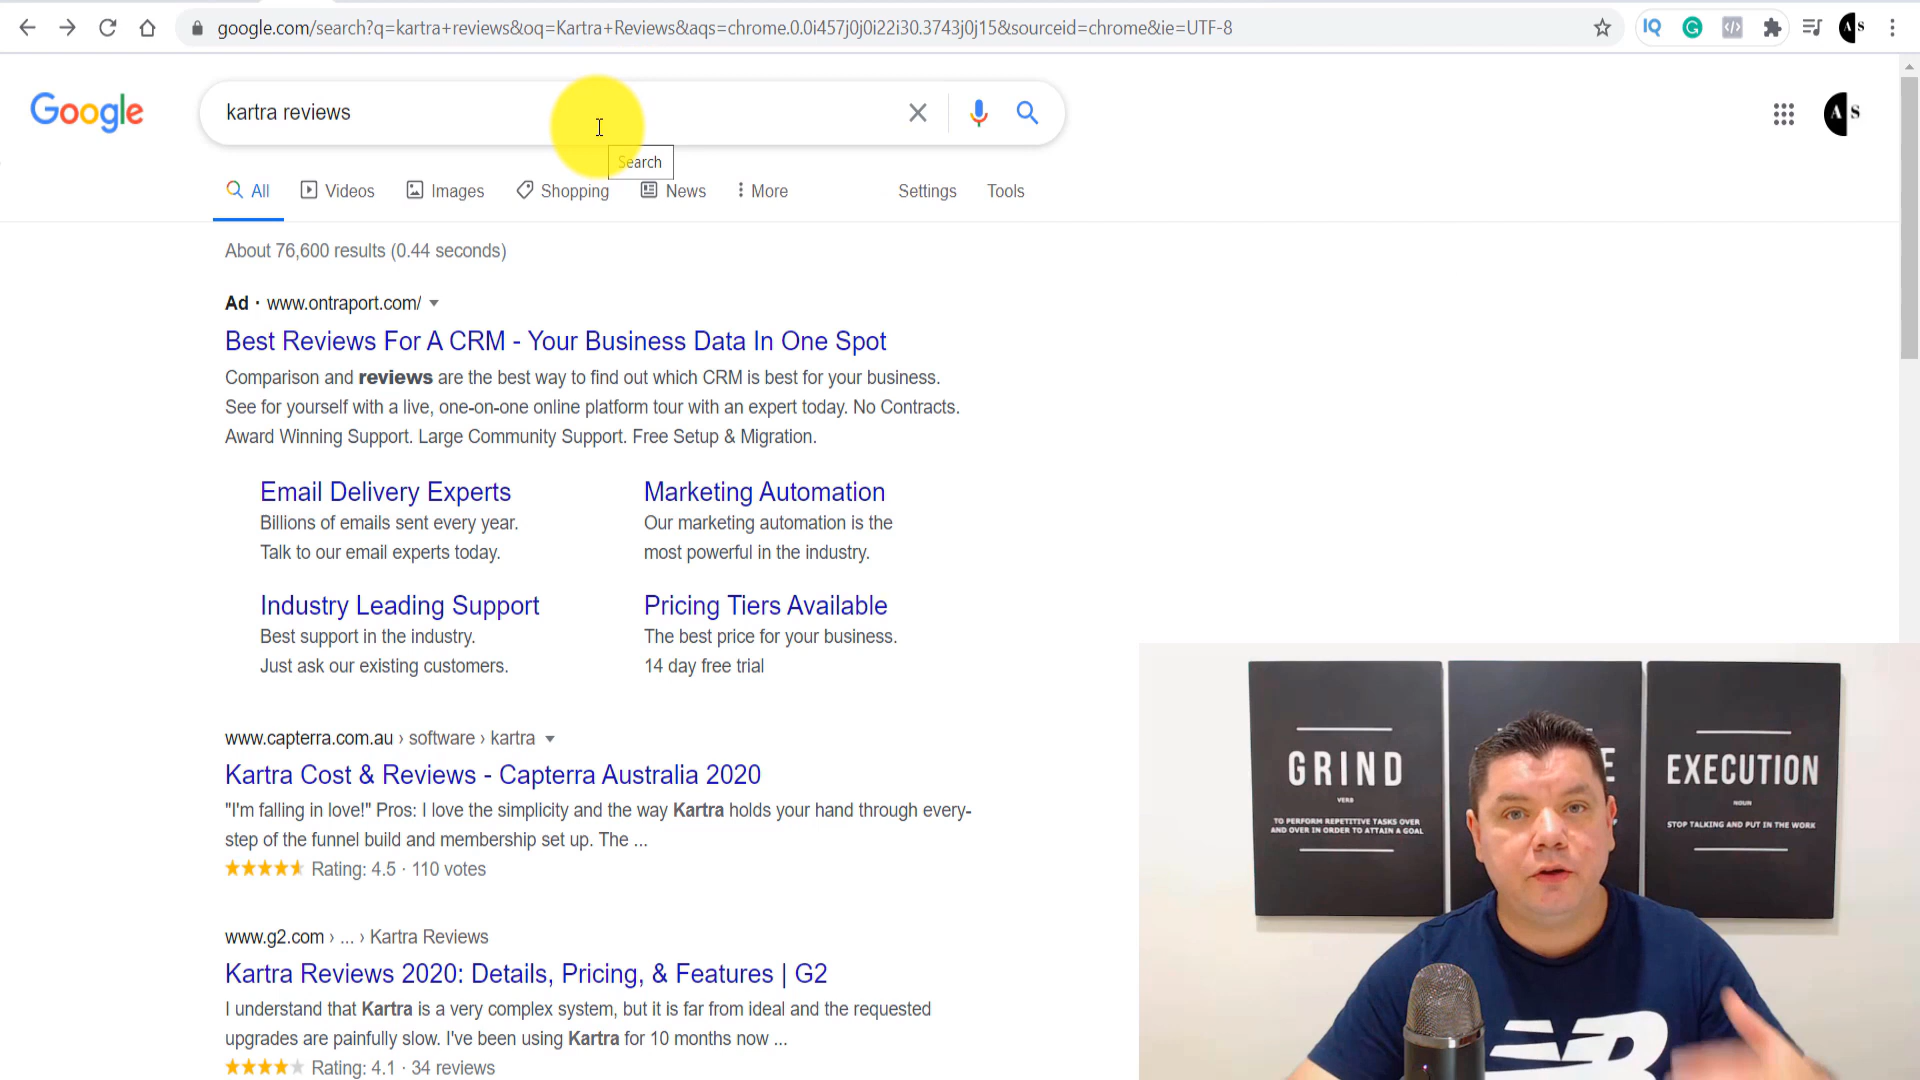 google.com/search?q=kartra+reviews&oq=Kartra+Reviews&aqs=chrome.0.0i457j0j0i22i30.3743j0j15&sourceid=chrome&ie=UTF-8
IQ
G
A S
Google
kartra reviews
A S
Search
All
Videos
Images
Shopping
News
More
Settings
Tools
About 76,600 results (0.44 seconds)
Ad · www.ontraport.com/
Best Reviews For A CRM - Your Business Data In One Spot
Comparison and reviews are the best way to find out which CRM is best for your business.
See for yourself with a live, one-on-one online platform tour with an expert today. No Contracts.
Award Winning Support. Large Community Support. Free Setup & Migration.
Email Delivery Experts
Billions of emails sent every year.
Talk to our email experts today.
Marketing Automation
Our marketing automation is the
most powerful in the industry.
Industry Leading Support
Best support in the industry.
Just ask our existing customers.
Pricing Tiers Available
The best price for your business.
14 day free trial
www.capterra.com.au › software › kartra
Kartra Cost & Reviews - Capterra Australia 2020
"I'm falling in love!" Pros: I love the simplicity and the way Kartra holds your hand through every-
step of the funnel build and membership set up. The ...
Rating: 4.5 · 110 votes
www.g2.com › ... › Kartra Reviews
Kartra Reviews 2020: Details, Pricing, & Features | G2
I understand that Kartra is a very complex system, but it is far from ideal and the requested
upgrades are painfully slow. I've been using Kartra for 10 months now ...
Rating: 4.1 · 34 reviews
GRIND
VERB
TO PERFORM REPETITIVE TASKS OVER
AND OVER IN ORDER TO ATTAIN A GOAL
EXECUTION
NOUN
STOP TALKING AND PUT IN THE WORK